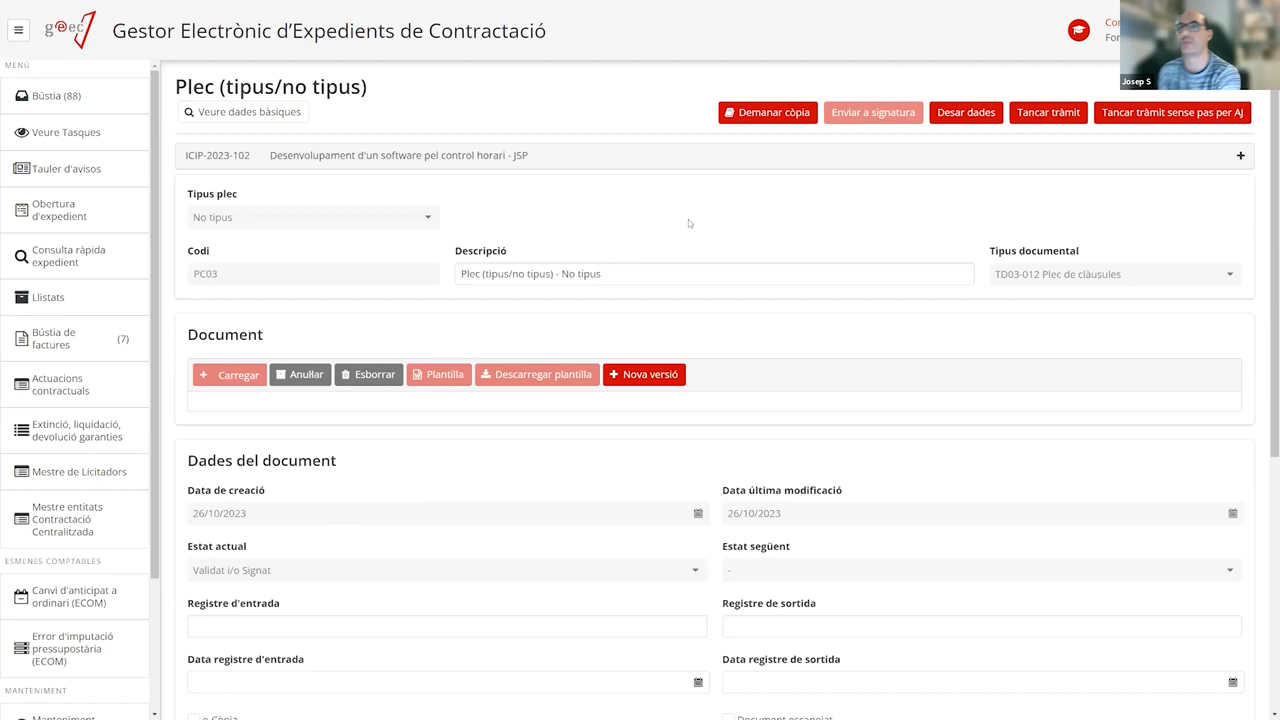 geec
Gestor Electrònic d'Expedients de Contractació
Josep S
MENÚ
Bústia (88)
Veure Tasques
Tauler d'avisos
Obertura
d'expedient
Consulta ràpida
expedient
Llistats
Bústia de
factures
(7)
Actuacions
contractuals
Extinció, liquidació,
devolució garanties
Mestre de Licitadors
Mestre entitats
Contractació
Centralitzada
ESMENES COMPTABLES
Canvi d'anticipat a
ordinari (ECOM)
Error d'imputació
pressupostària
(ECOM)
MANTENIMENT
Manteniment
Plec (tipus/no tipus)
Veure dades bàsiques
Demanar còpia
Enviar a signatura
Desar dades
Tancar tràmit
Tancar tràmit sense pas per AJ
ICIP-2023-102 Desenvolupament d'un software pel control horari - JSP
Tipus plec
No tipus
Codi
Descripció
Tipus documental
PC03
Plec (tipus/no tipus) - No tipus
TD03-012 Plec de clàusules
Document
+ Carregar
Anul·lar
Esborrar
Plantilla
Descarregar plantilla
+ Nova versió
Dades del document
Data de creació
Data última modificació
26/10/2023
26/10/2023
Estat actual
Estat següent
Validat i/o Signat
-
Registre d'entrada
Registre de sortida
Data registre d'entrada
Data registre de sortida
e-Còpia
Document escanejat